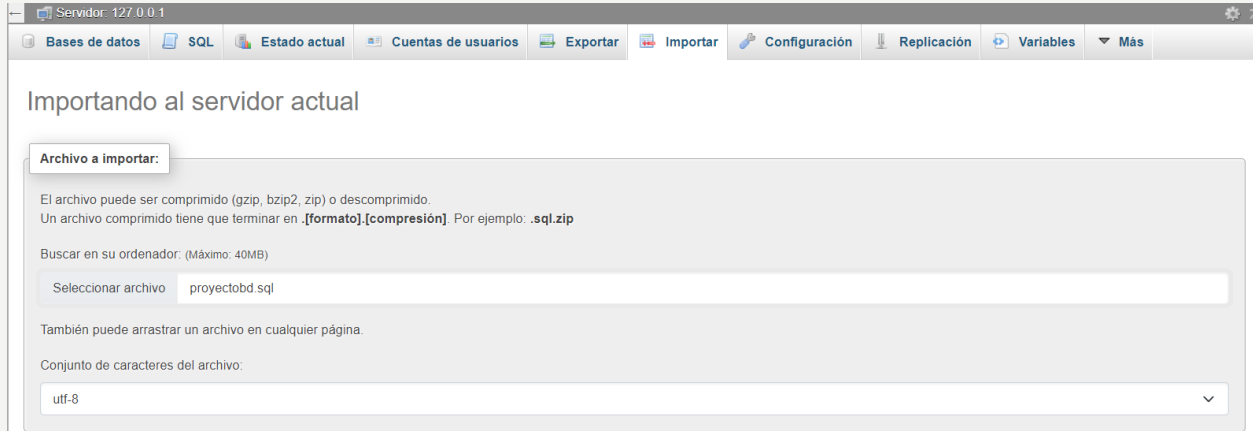 Servidor: 127.0.0.1
Bases de datos SQL Estado actual Cuentas de usuarios Exportar Importar Configuración Replicación Variables Más
Importando al servidor actual
Archivo a importar:
El archivo puede ser comprimido (gzip, bzip2, zip) o descomprimido.
Un archivo comprimido tiene que terminar en .[formato].[compresión]. Por ejemplo: .sql.zip
Buscar en su ordenador: (Máximo: 40MB)
Seleccionar archivo proyectobd.sql
También puede arrastrar un archivo en cualquier página.
Conjunto de caracteres del archivo:
utf-8